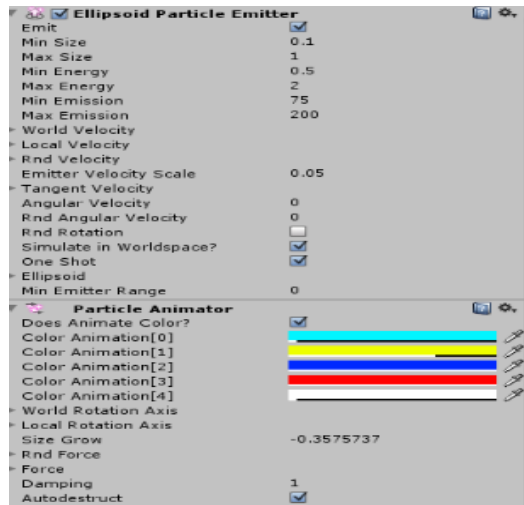 Ellipsoid Particle Emitter
Emit
Min Size 0.1
Max Size 1
Min Energy 0.5
Max Energy 2
Min Emission 75
Max Emission 200
World Velocity
Local Velocity
Rnd Velocity
Emitter Velocity Scale 0.05
Tangent Velocity
Angular Velocity 0
Rnd Angular Velocity 0
Rnd Rotation
Simulate in Worldspace?
One Shot
Ellipsoid
Min Emitter Range 0
Particle Animator
Does Animate Color?
Color Animation[0]
Color Animation[1]
Color Animation[2]
Color Animation[3]
Color Animation[4]
World Rotation Axis
Local Rotation Axis
Size Grow -0.3575737
Rnd Force
Force
Damping 1
Autodestruct